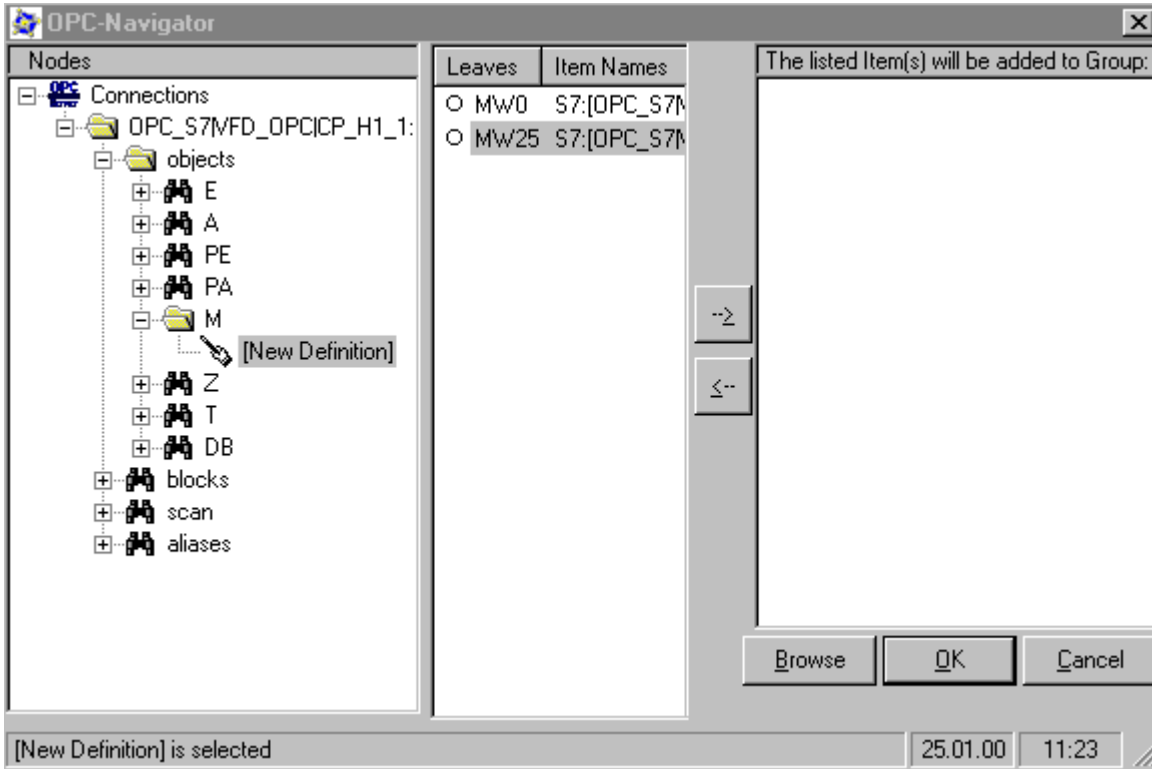 OPC-Navigator
Nodes
Connections
OPC_S7|VFD_OPC|CP_H1_1:
objects
E
A
PE
PA
M
[New Definition]
Z
T
DB
blocks
scan
aliases
Leaves Item Names
MW0 S7:[OPC_S7|
MW25 S7:[OPC_S7|
The listed Item(s) will be added to Group:
-->
<--
Browse OK Cancel
[New Definition] is selected 25.01.00 11:23